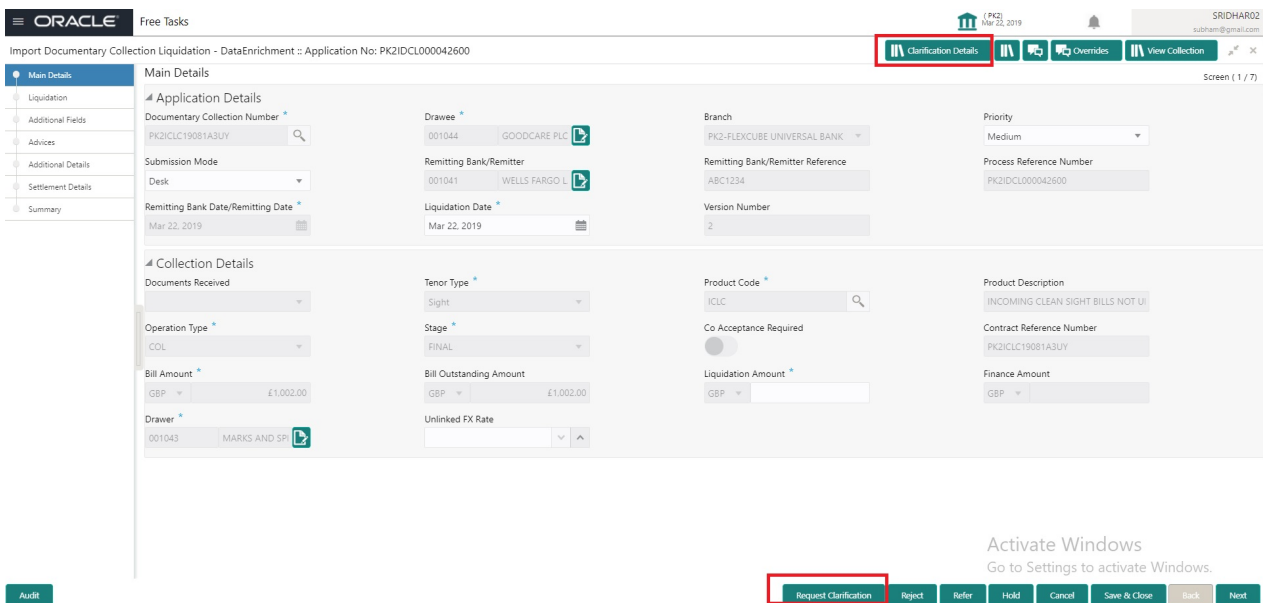 ORACLE
Free Tasks
(PK2)
Mar 22, 2019
SRIDHAR02
subham@gmail.com
Import Documentary Collection Liquidation - DataEnrichment :: Application No: PK2IDCL000042600
Clarification Details
Overrides
View Collection
Main Details
Liquidation
Additional Fields
Advices
Additional Details
Settlement Details
Summary
Main Details
Screen ( 1 / 7)
Application Details
Documentary Collection Number *
Drawee *
Branch
Priority
PK2ICLC19081A3UY
001044 GOODCARE PLC
PK2-FLEXCUBE UNIVERSAL BANK
Medium
Submission Mode
Remitting Bank/Remitter
Remitting Bank/Remitter Reference
Process Reference Number
Desk
001041 WELLS FARGO L
ABC1234
PK2IDCL000042600
Remitting Bank Date/Remitting Date *
Liquidation Date *
Version Number
Mar 22, 2019
Mar 22, 2019
2
Collection Details
Documents Received
Tenor Type *
Product Code *
Product Description
Sight
ICLC
INCOMING CLEAN SIGHT BILLS NOT U
Operation Type *
Stage *
Co Acceptance Required
Contract Reference Number
COL
FINAL
PK2ICLC19081A3UY
Bill Amount *
Bill Outstanding Amount
Liquidation Amount *
Finance Amount
GBP £1,002.00
GBP £1,002.00
GBP
GBP
Drawer *
Unlinked FX Rate
001043 MARKS AND SPI
Activate Windows
Go to Settings to activate Windows.
Audit
Request Clarification
Reject
Refer
Hold
Cancel
Save & Close
Back
Next